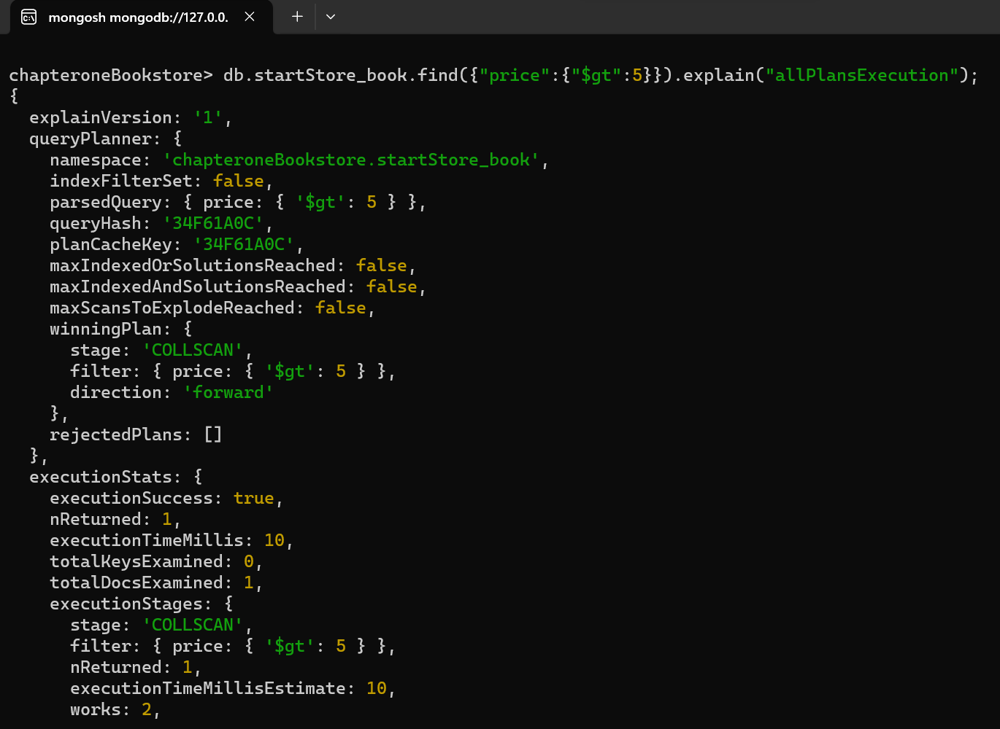 mongosh mongodb://127.0.0.
chapteroneBookstore> db.startStore_book.find({"price":{"$gt":5}}).explain("allPlansExecution");
{
  explainVersion: '1',
  queryPlanner: {
    namespace: 'chapteroneBookstore.startStore_book',
    indexFilterSet: false,
    parsedQuery: { price: { '$gt': 5 } },
    queryHash: '34F61A0C',
    planCacheKey: '34F61A0C',
    maxIndexedOrSolutionsReached: false,
    maxIndexedAndSolutionsReached: false,
    maxScansToExplodeReached: false,
    winningPlan: {
      stage: 'COLLSCAN',
      filter: { price: { '$gt': 5 } },
      direction: 'forward'
    },
    rejectedPlans: []
  },
  executionStats: {
    executionSuccess: true,
    nReturned: 1,
    executionTimeMillis: 10,
    totalKeysExamined: 0,
    totalDocsExamined: 1,
    executionStages: {
      stage: 'COLLSCAN',
      filter: { price: { '$gt': 5 } },
      nReturned: 1,
      executionTimeMillisEstimate: 10,
      works: 2,